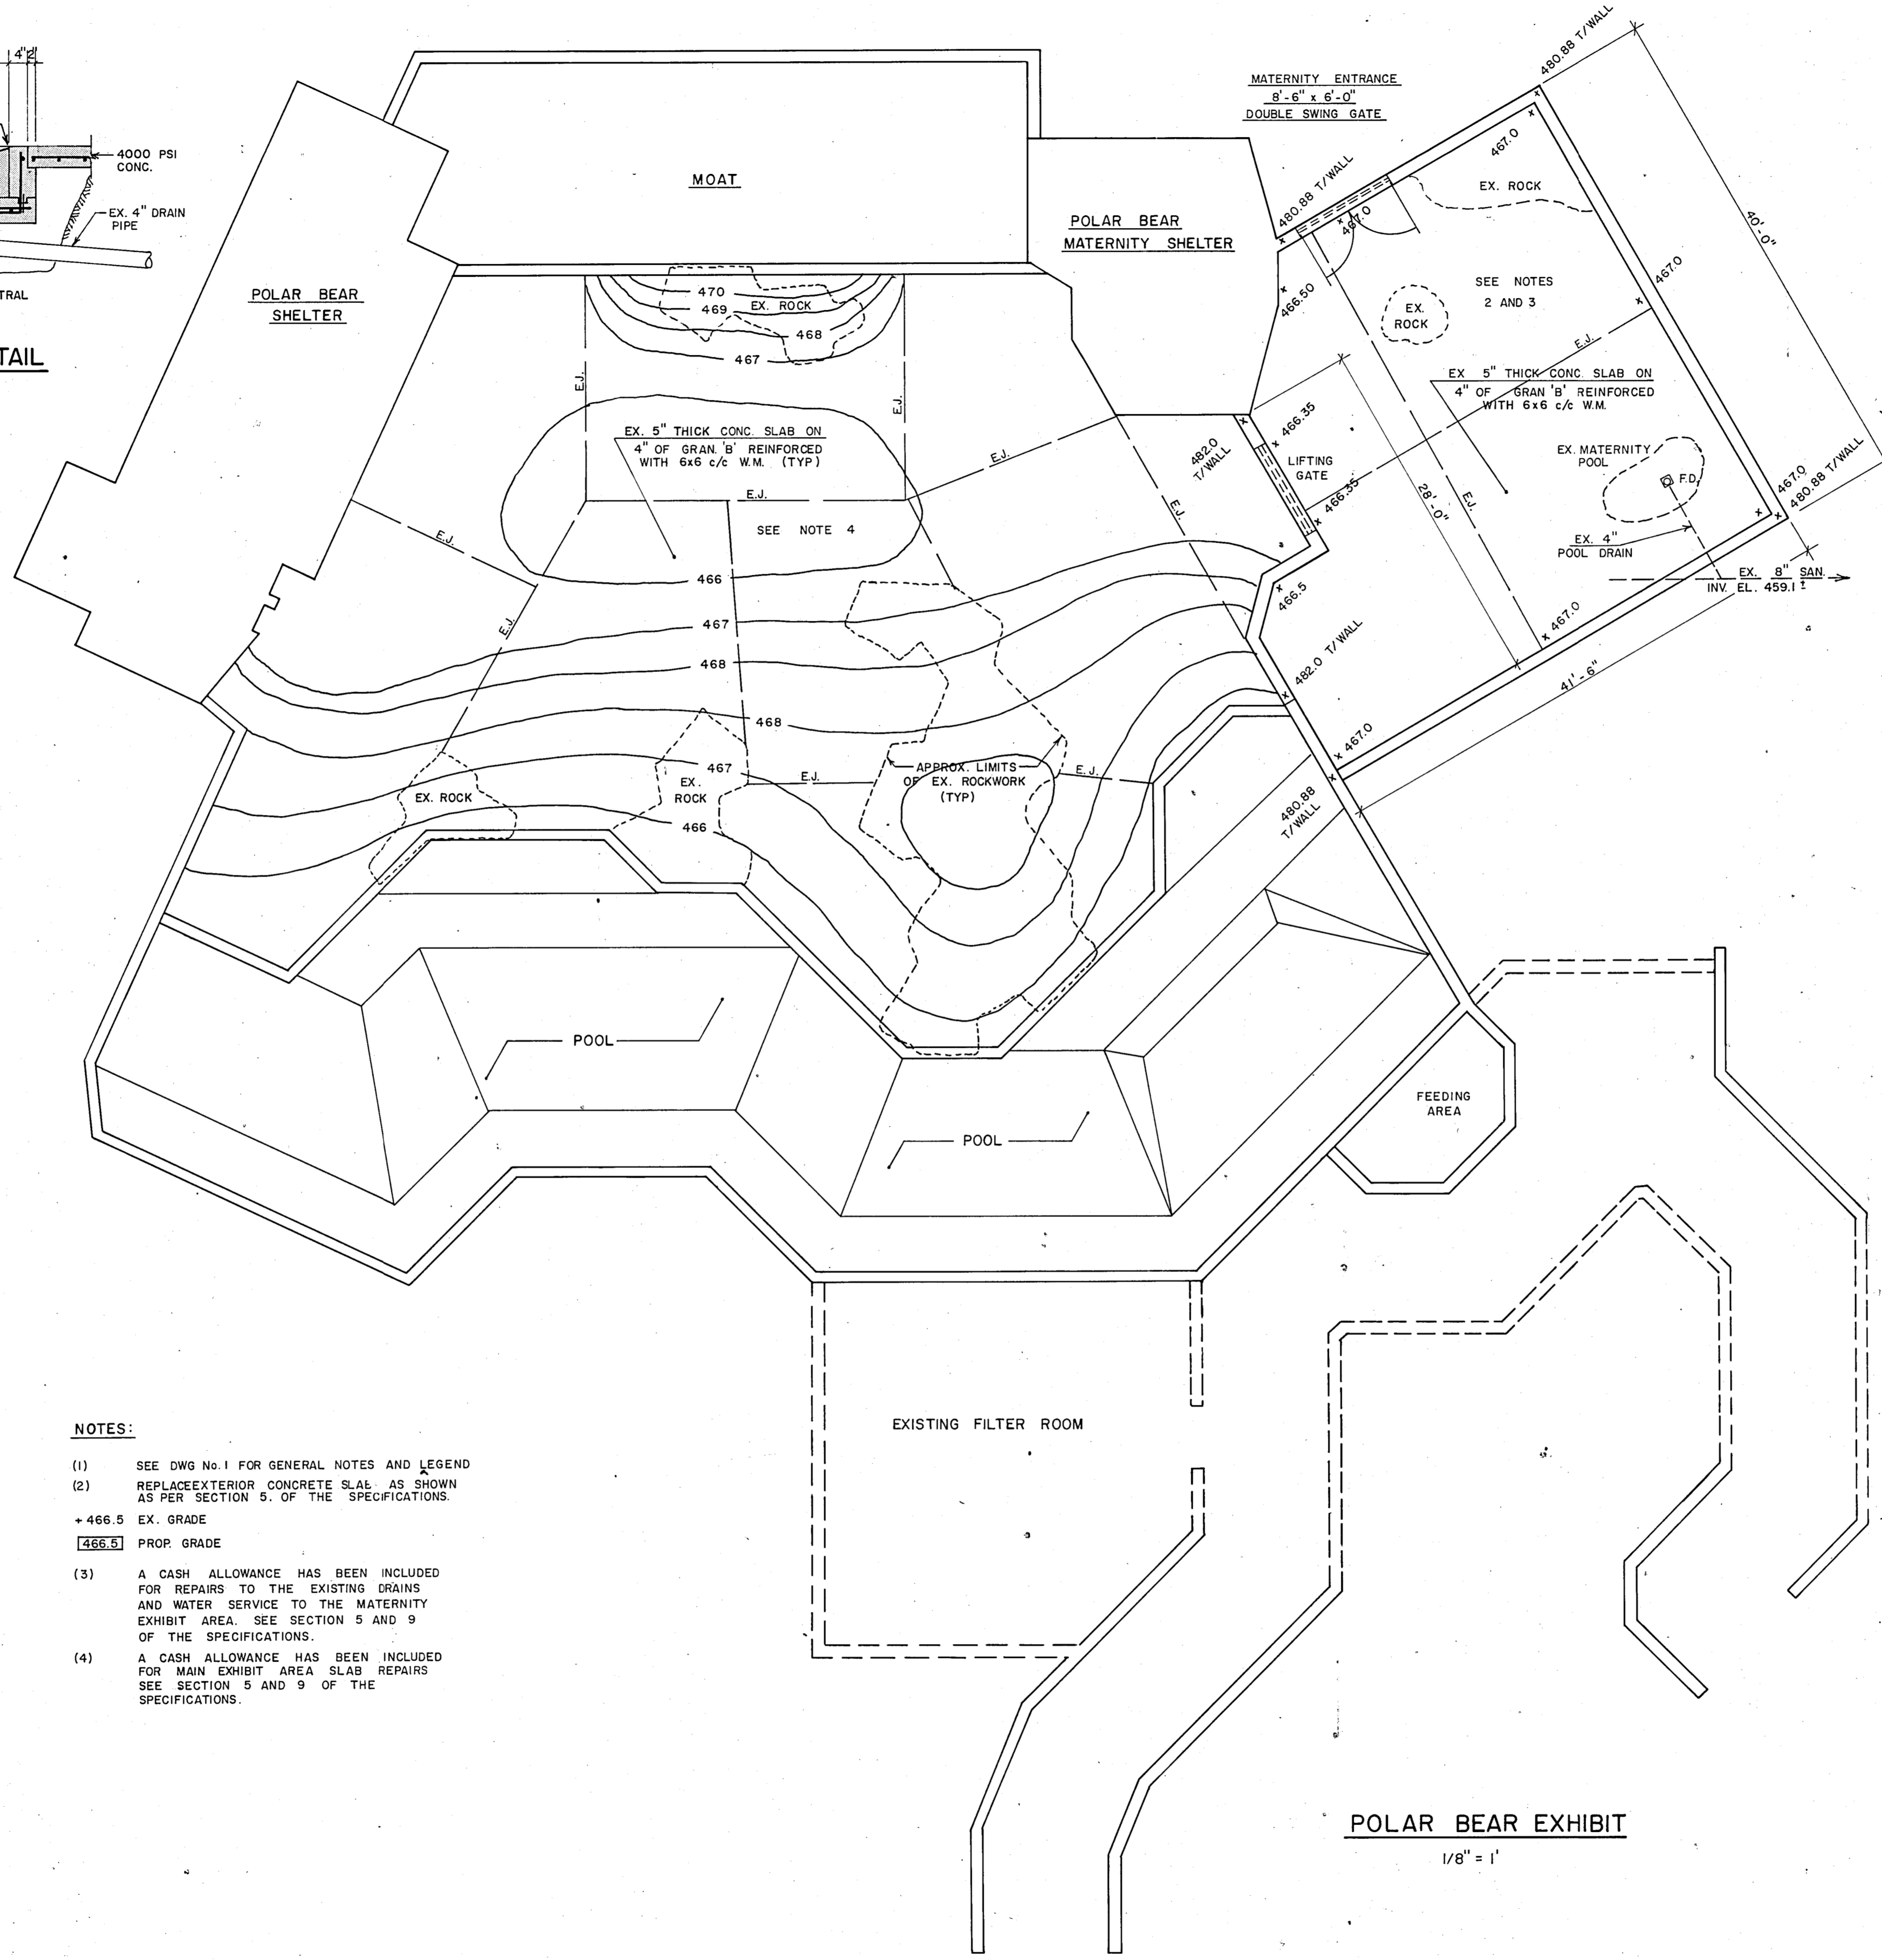 4" 2"
4000 PSI
CONC.
EX. 4" DRAIN
PIPE
TRAL
TAIL
POLAR BEAR
SHELTER
MOAT
POLAR BEAR
MATERNITY SHELTER
MATERNITY ENTRANCE
8'-6" x 6'-0"
DOUBLE SWING GATE
480.88 T/WALL
467.0
480.88 T/WALL
467.0
EX. ROCK
40'-0"
467.0
466.50
SEE NOTES
2 AND 3
EX.
ROCK
E.J.
EX 5" THICK CONC. SLAB ON
4" OF GRAN 'B' REINFORCED
WITH 6x6 c/c W.M.
470
469
EX. ROCK
468
467
E.J.
E.J.
EX. 5" THICK CONC. SLAB ON
4" OF GRAN. 'B' REINFORCED
WITH 6x6 c/c W.M. (TYP)
E.J.
SEE NOTE 4
E.J.
E.J.
482.0
T/WALL
466.35
LIFTING
GATE
466.35
28'-0"
E.J.
EX. MATERNITY
POOL
F.D.
467.0
480.88 T/WALL
EX. 4"
POOL DRAIN
EX. 8" SAN.
INV. EL. 459.1 ±
E.J.
E.J.
466
467
468
468
467
466
466.5
467.0
482.0 T/WALL
41'-6"
467.0
480.88
T/WALL
EX. ROCK
EX.
ROCK
E.J.
APPROX. LIMITS
OF EX. ROCKWORK
(TYP)
E.J.
POOL
POOL
FEEDING
AREA
EXISTING FILTER ROOM
NOTES:
(1) SEE DWG No. 1 FOR GENERAL NOTES AND LEGEND
(2) REPLACEEXTERIOR CONCRETE SLAB AS SHOWN
AS PER SECTION 5. OF THE SPECIFICATIONS.
+ 466.5 EX. GRADE
466.5 PROP. GRADE
(3) A CASH ALLOWANCE HAS BEEN INCLUDED
FOR REPAIRS TO THE EXISTING DRAINS
AND WATER SERVICE TO THE MATERNITY
EXHIBIT AREA. SEE SECTION 5 AND 9
OF THE SPECIFICATIONS.
(4) A CASH ALLOWANCE HAS BEEN INCLUDED
FOR MAIN EXHIBIT AREA SLAB REPAIRS
SEE SECTION 5 AND 9 OF THE
SPECIFICATIONS.
POLAR BEAR EXHIBIT
1/8" = 1'